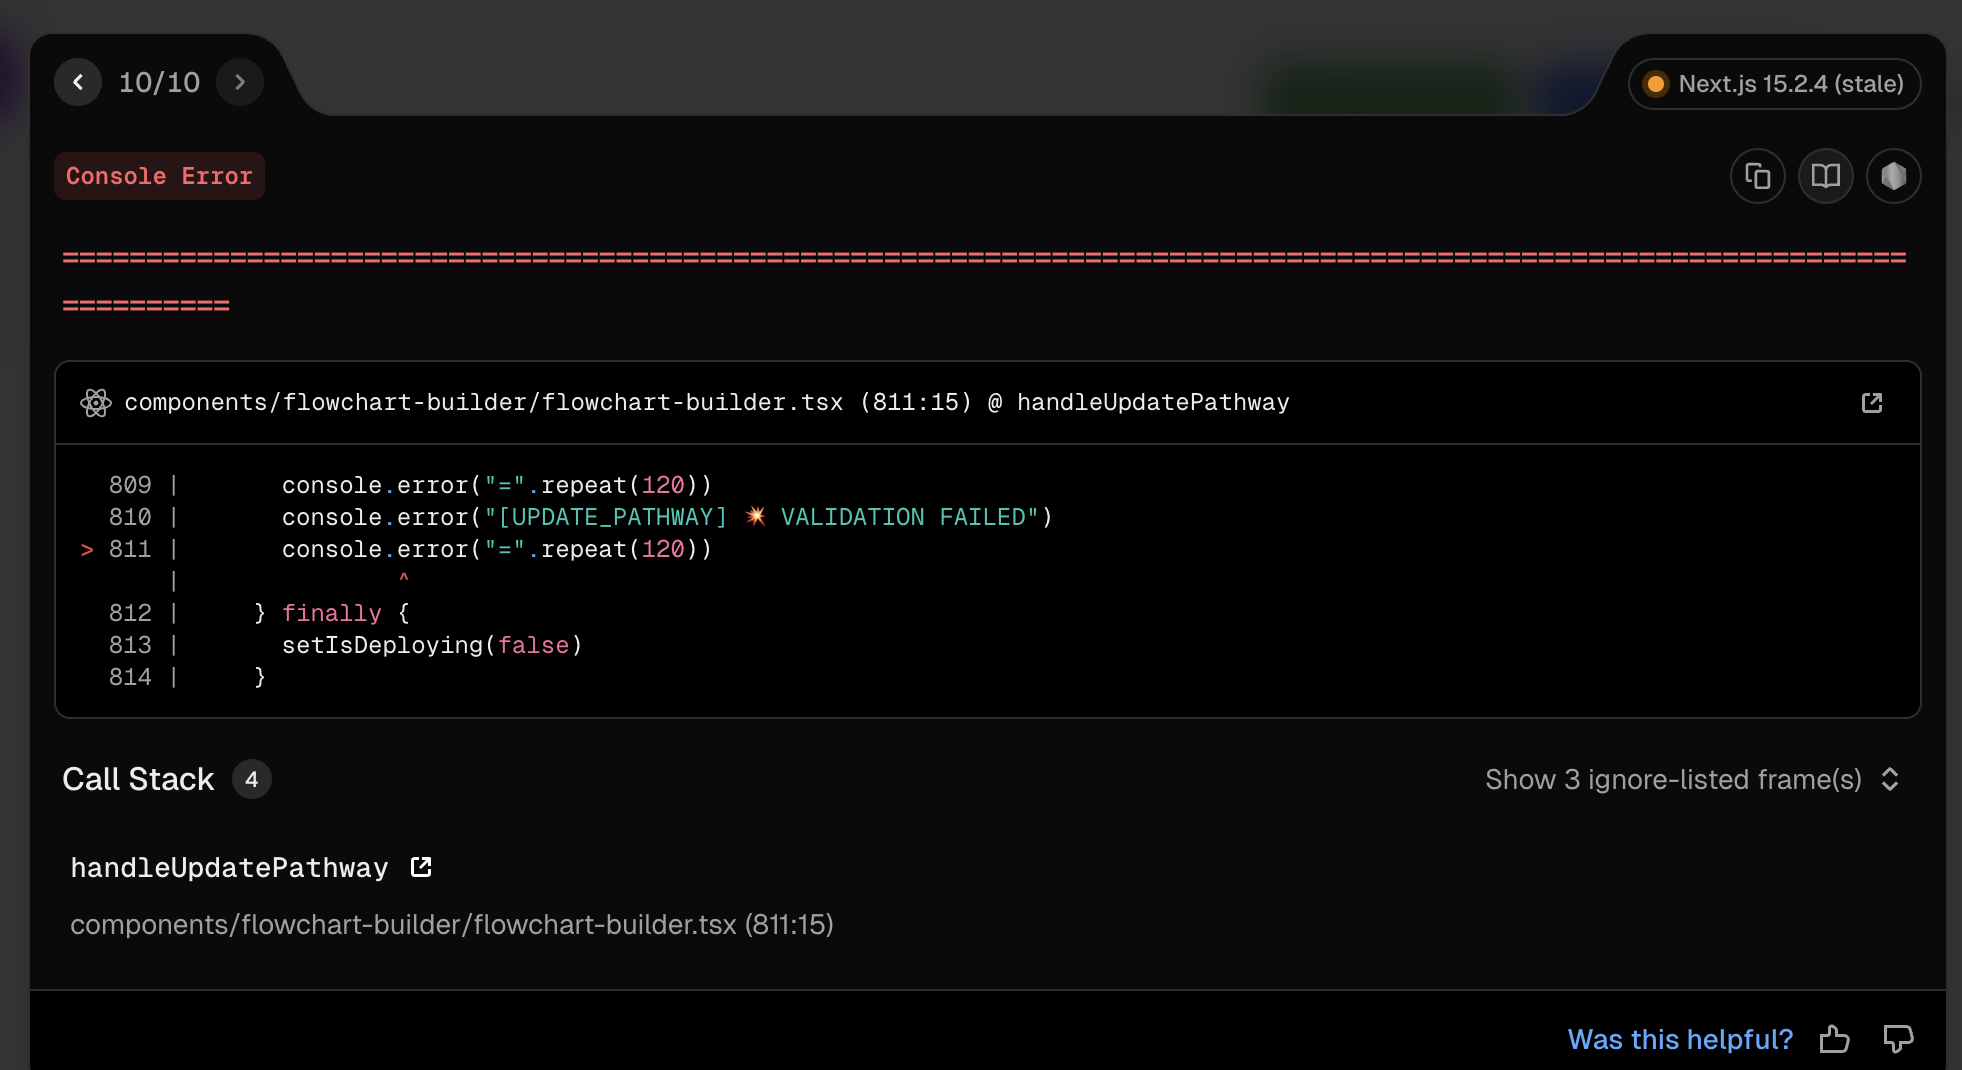 10/10
Next.js 15.2.4 (stale)
Console Error
==============================================================================================================
==========
components/flowchart-builder/flowchart-builder.tsx (811:15) @ handleUpdatePathway
809 |       console.error("=".repeat(120))
810 |       console.error("[UPDATE_PATHWAY] 💥 VALIDATION FAILED")
> 811 |       console.error("=".repeat(120))
|               ^
812 |     } finally {
813 |       setIsDeploying(false)
814 |     }
Call Stack 4
Show 3 ignore-listed frame(s)
handleUpdatePathway
components/flowchart-builder/flowchart-builder.tsx (811:15)
Was this helpful?